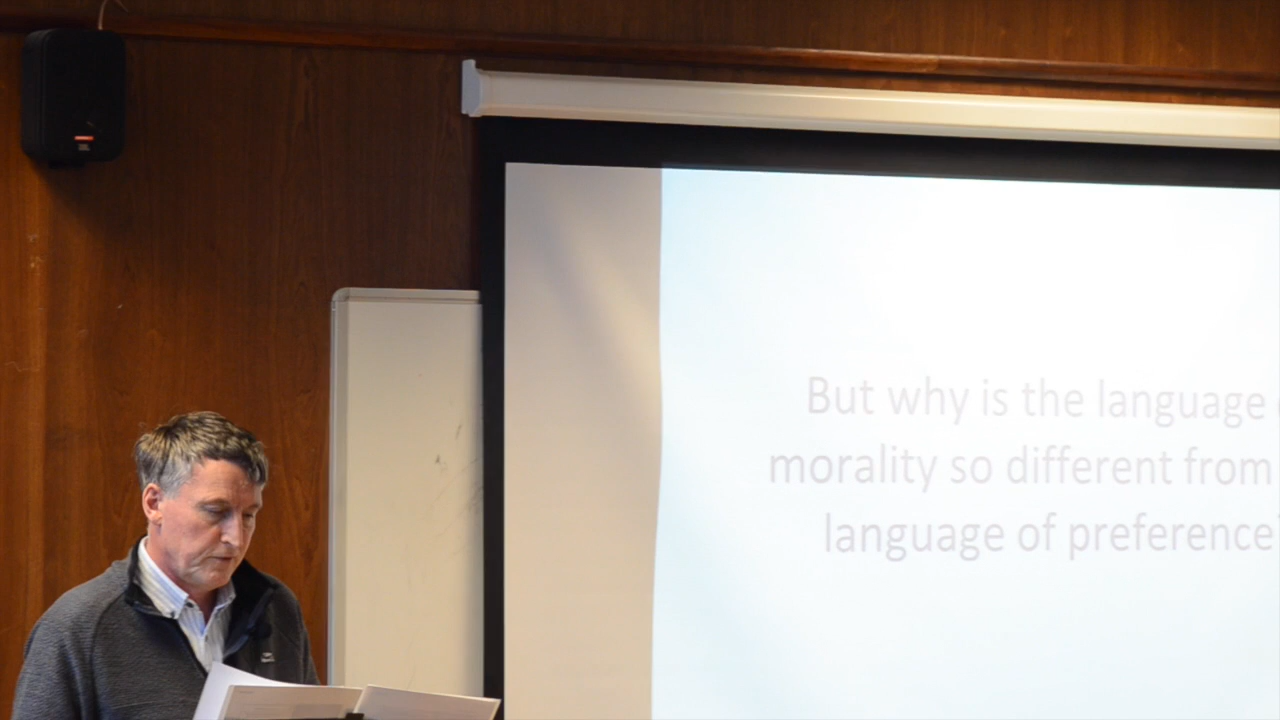 But why is the language
morality so different from
language of preference